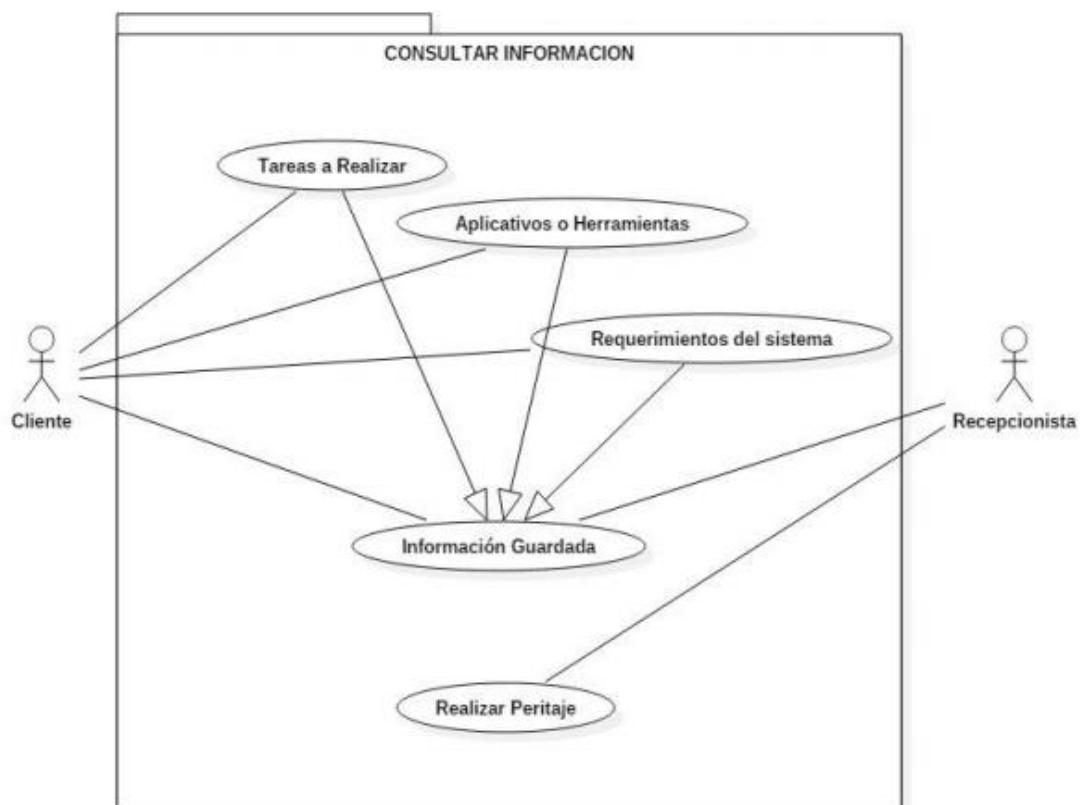 CONSULTAR INFORMACION
Tareas a Realizar
Aplicativos o Herramientas
Requerimientos del sistema
Cliente
Recepcionista
Información Guardada
Realizar Peritaje